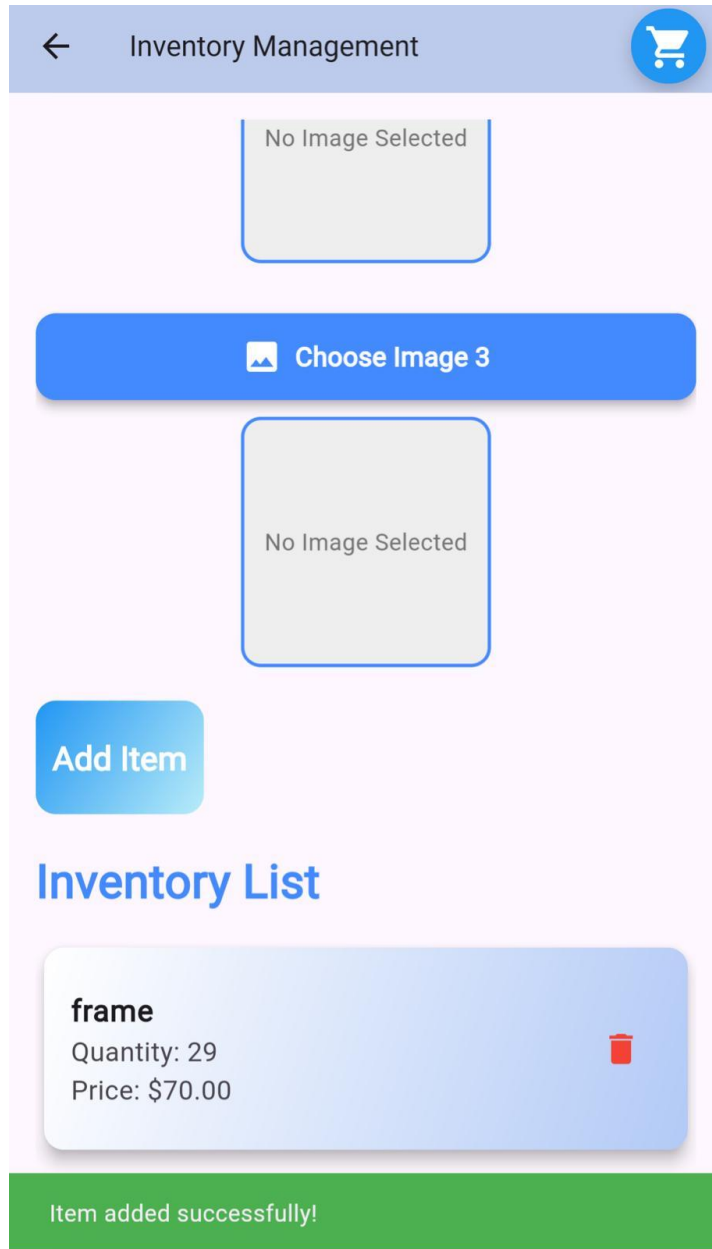 Inventory Management
No Image Selected
Choose Image 3
No Image Selected
Add Item
Inventory List
frame
Quantity: 29
Price: $70.00
Item added successfully!